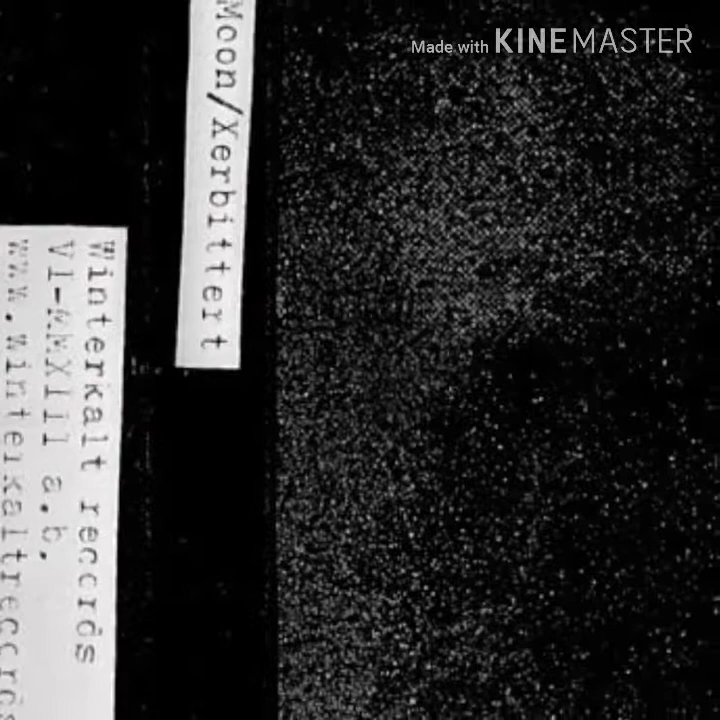 Made with KINEMASTER
Moon/Xerbittert
Winterkalt records
VI-MMXIII a.b.
www.winterkaltrecords